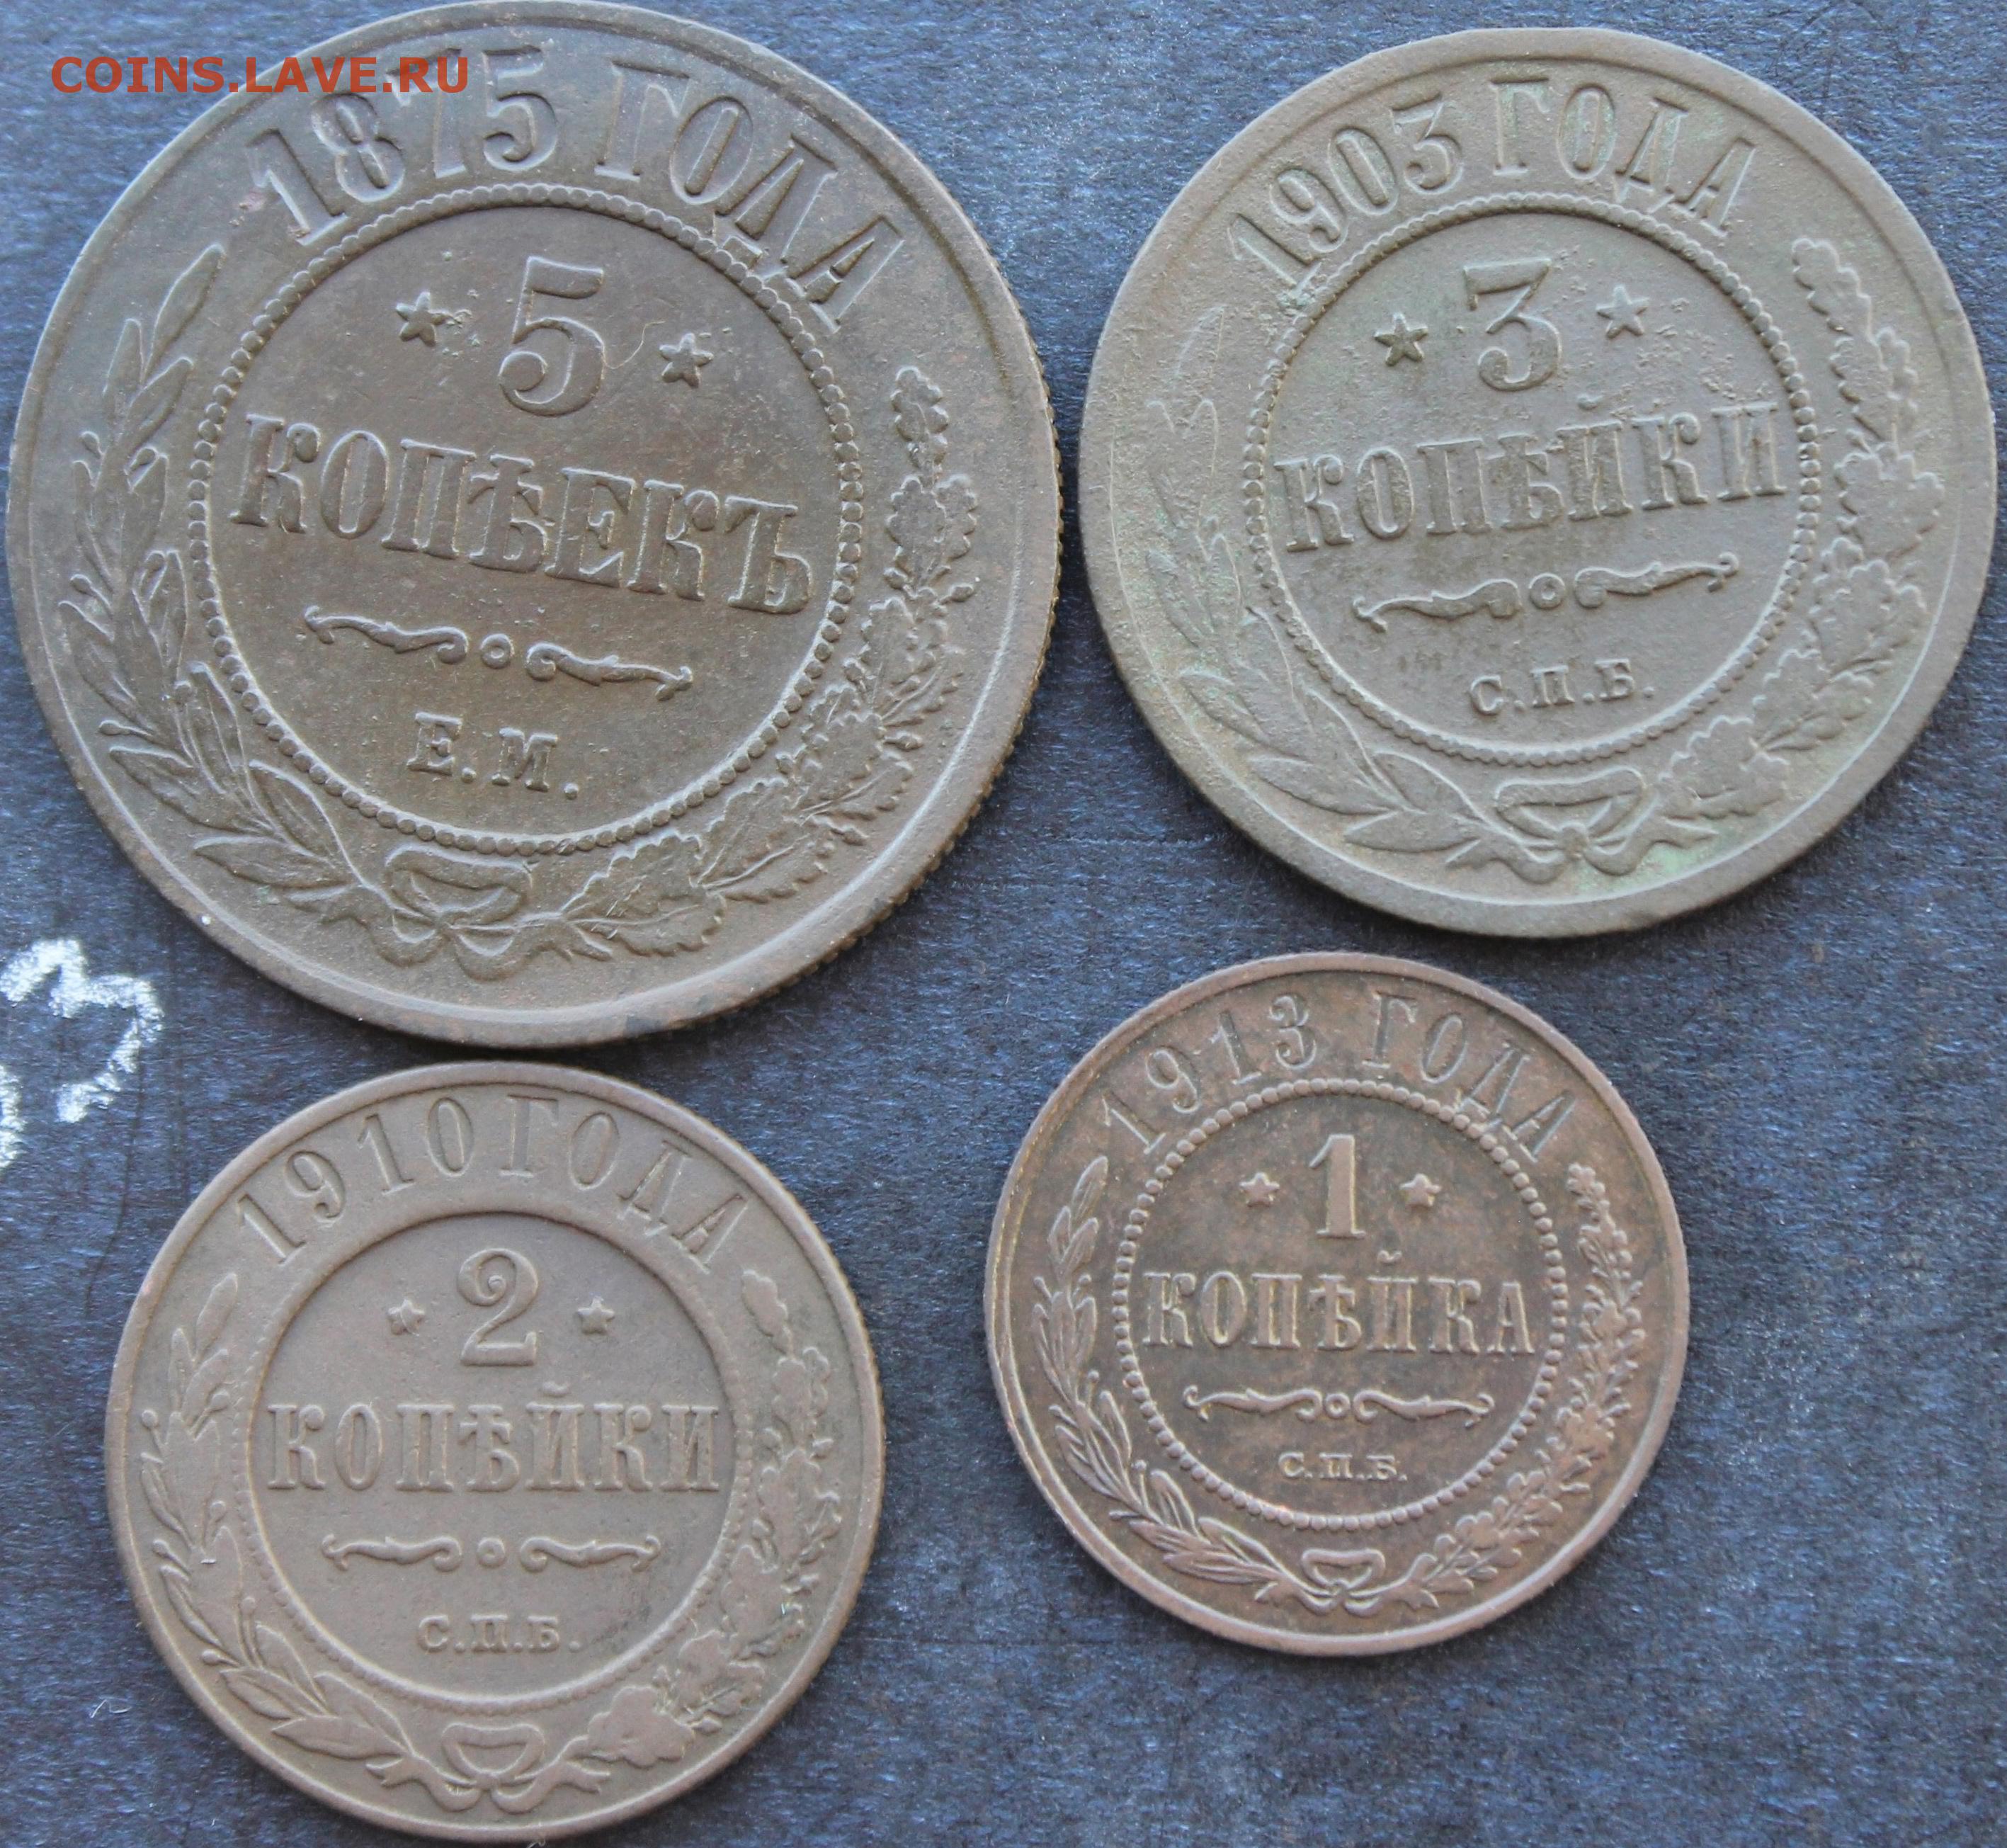 COINS.LAVE.RU
1875 ГОДА
5
КОПѢЕКЪ
Е.М.
1903 ГОДА
3
КОПѢЙКИ
С.П.Б.
3
1910 ГОДА
2
КОПѢЙКИ
С.П.Б.
1913 ГОДА
1
КОПѢЙКА
С.П.Б.